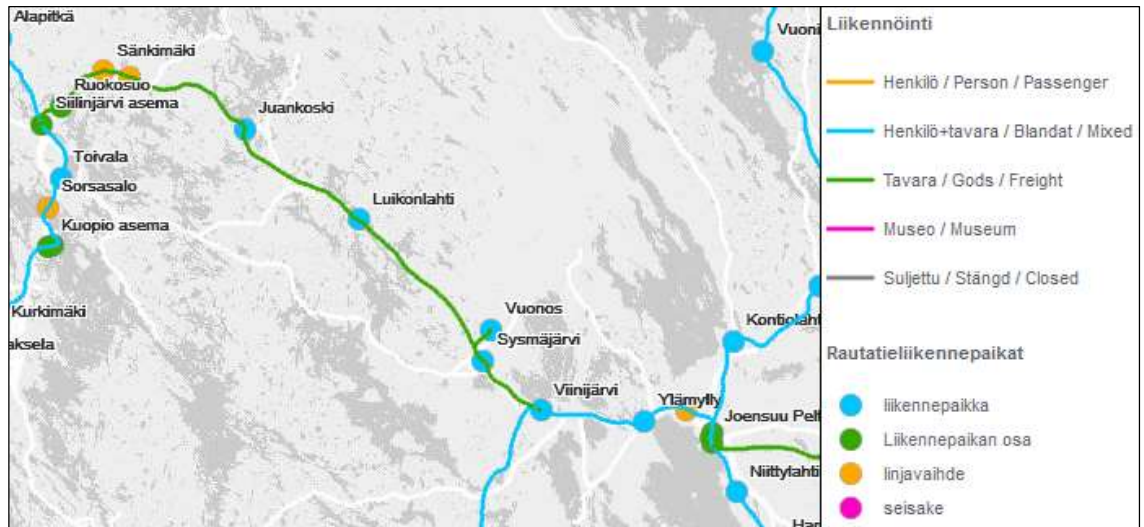 Alapitkä
Sänkimäki
Ruokosuo
Siilinjärvi asema
Juankoski
Toivala
Sorsasalo
Luikonlahti
Kuopio asema
Kurkimäki
aksela
Vuonos
Sysmäjärvi
Viinijärvi
Ylämylly
Vuoni
Kontiolaht
Joensuu Pelt
Niittylahti
Han
Liikennöinti
Henkilö / Person / Passenger
Henkilö+tavara / Blandat / Mixed
Tavara / Gods / Freight
Museo / Museum
Suljettu / Stängd / Closed
Rautatieliikennepaikat
liikennepaikka
Liikennepaikan osa
linjavaihde
seisake